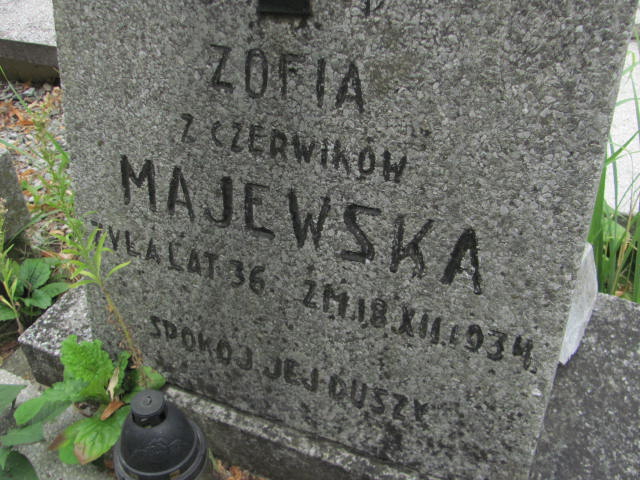 ZOFIA
Z CZERWIKÓW
MAJEWSKA
ŻYŁA LAT 36. ZM.18.XII.1934.
SPOKÓJ JEJ DUSZY